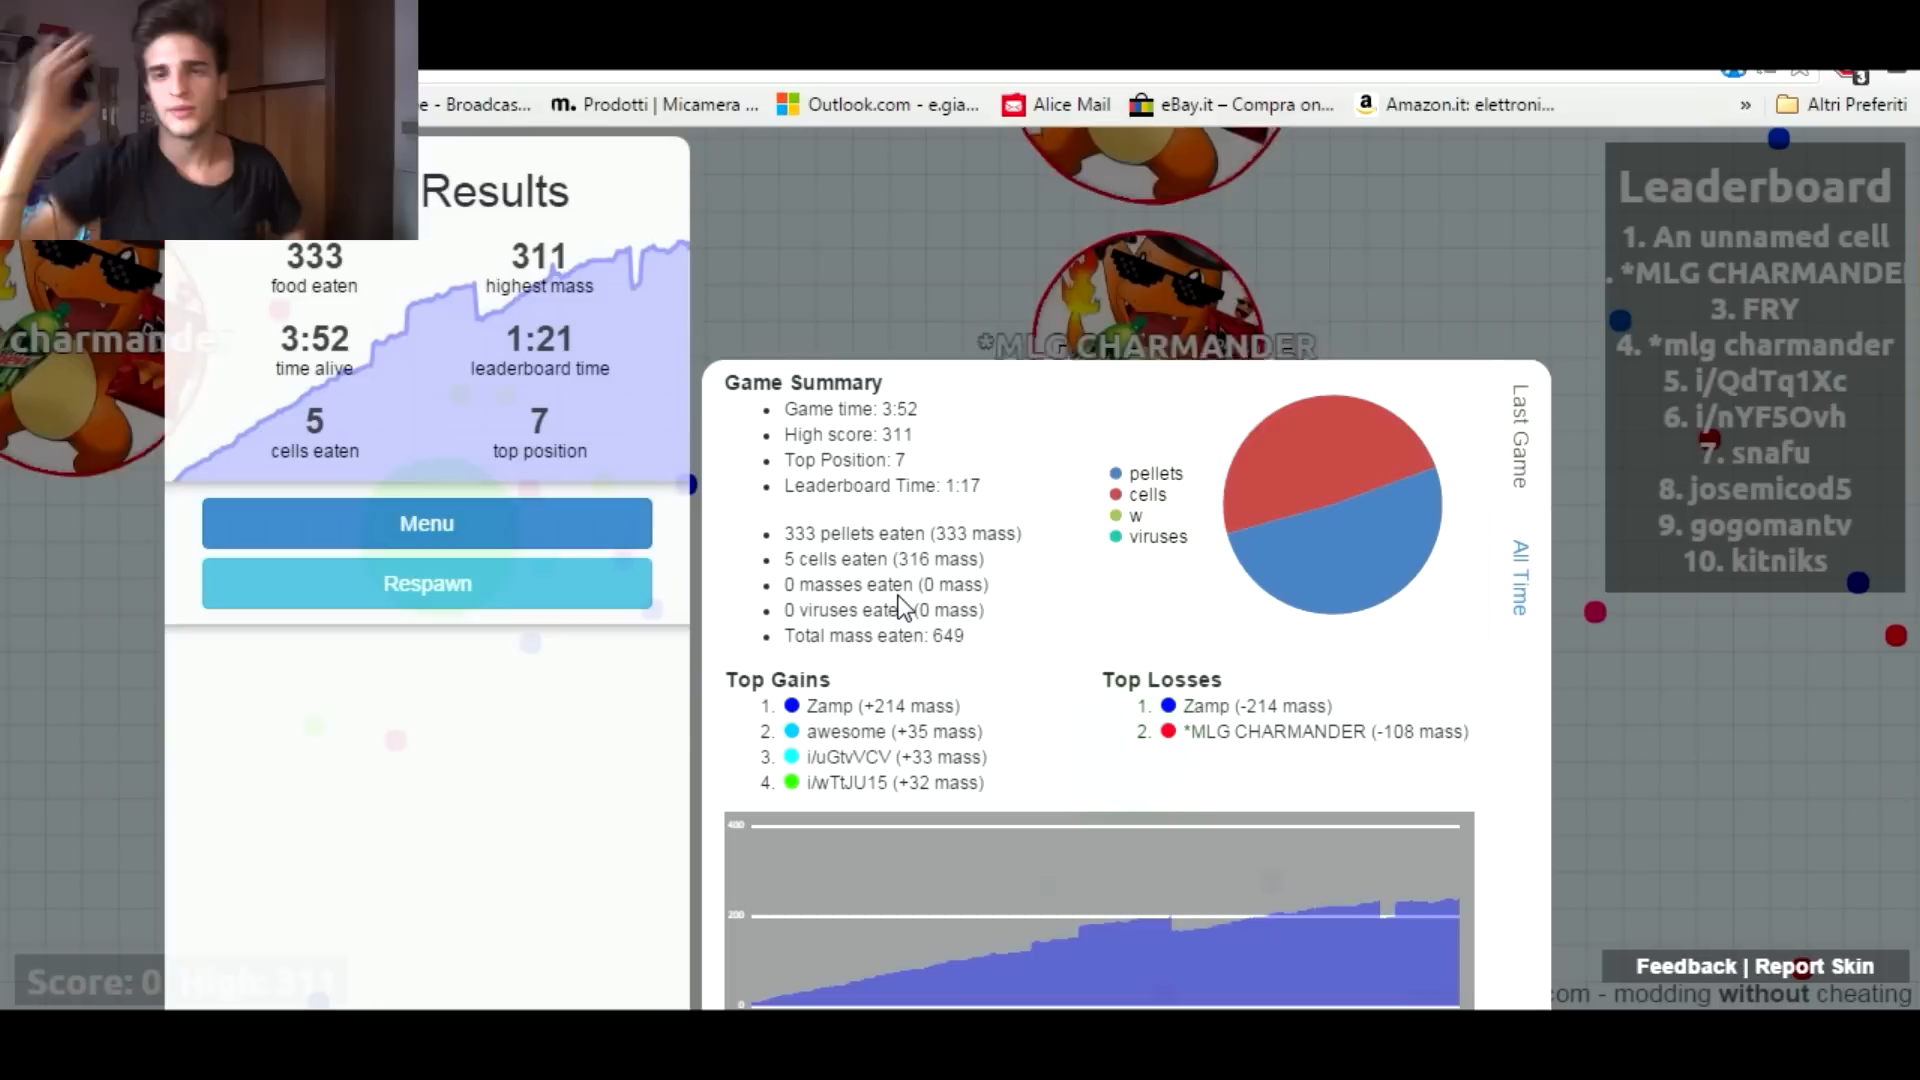 3
e - Broadcas...
m. Prodotti | Micamera ...
Outlook.com - e.gia...
Alice Mail
eBay.it – Compra on...
a Amazon.it: elettroni...
»
Altri Preferiti
Results
333
food eaten
311
highest mass
3:52
time alive
1:21
leaderboard time
5
cells eaten
7
top position
Menu
Respawn
charmander
*MLG CHARMANDER
Game Summary
Game time: 3:52
High score: 311
Top Position: 7
Leaderboard Time: 1:17
333 pellets eaten (333 mass)
5 cells eaten (316 mass)
0 masses eaten (0 mass)
0 viruses eaten (0 mass)
Total mass eaten: 649
pellets
cells
w
viruses
Last Game
All Time
Top Gains
1. Zamp (+214 mass)
2. awesome (+35 mass)
3. i/uGtvVCV (+33 mass)
4. i/wTtJU15 (+32 mass)
Top Losses
1. Zamp (-214 mass)
2. *MLG CHARMANDER (-108 mass)
400
200
0
Leaderboard
1. An unnamed cell
. *MLG CHARMANDE
3. FRY
4. *mlg charmander
5. i/QdTq1Xc
6. i/nYF5Ovh
7. snafu
8. josemicod5
9. gogomantv
10. kitniks
Score: 0 High: 311
Feedback | Report Skin
com - modding without cheating